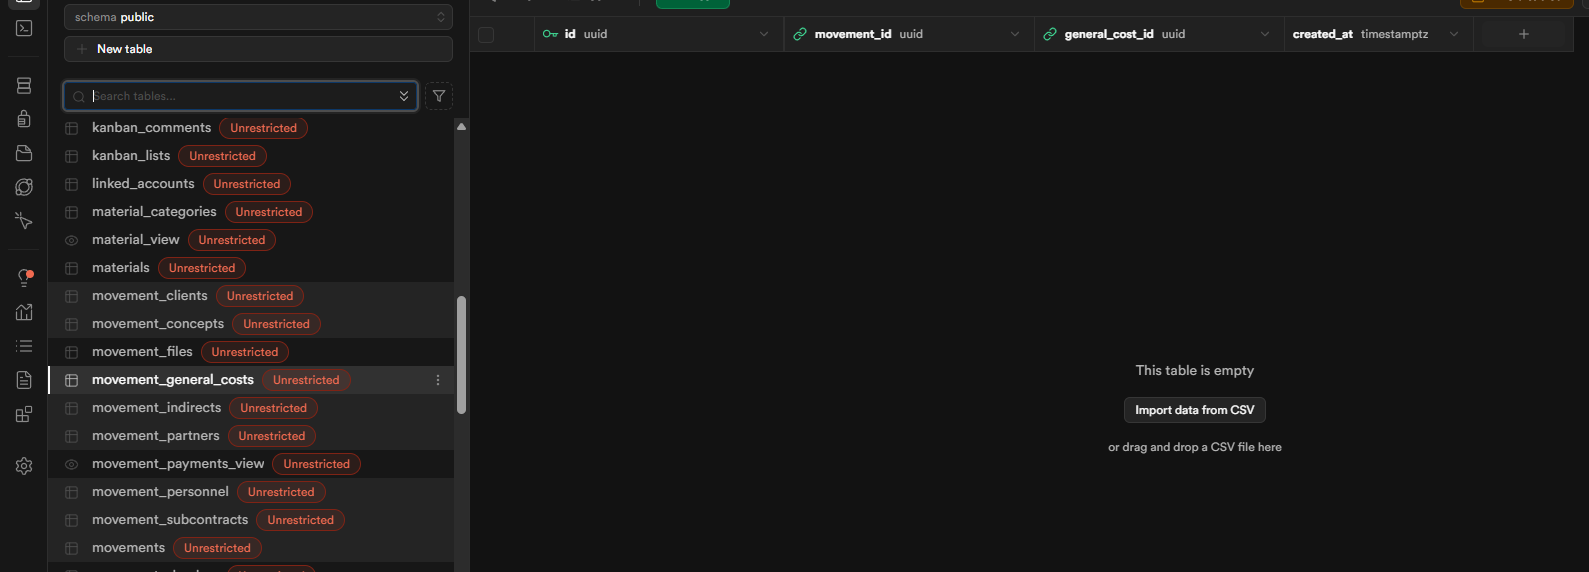 schema public
New table
Search tables...
kanban_comments Unrestricted
kanban_lists Unrestricted
linked_accounts Unrestricted
material_categories Unrestricted
material_view Unrestricted
materials Unrestricted
movement_clients Unrestricted
movement_concepts Unrestricted
movement_files Unrestricted
movement_general_costs Unrestricted
movement_indirects Unrestricted
movement_partners Unrestricted
movement_payments_view Unrestricted
movement_personnel Unrestricted
movement_subcontracts Unrestricted
movements Unrestricted
id uuid movement_id uuid general_cost_id uuid created_at timestamptz
This table is empty
Import data from CSV
or drag and drop a CSV file here